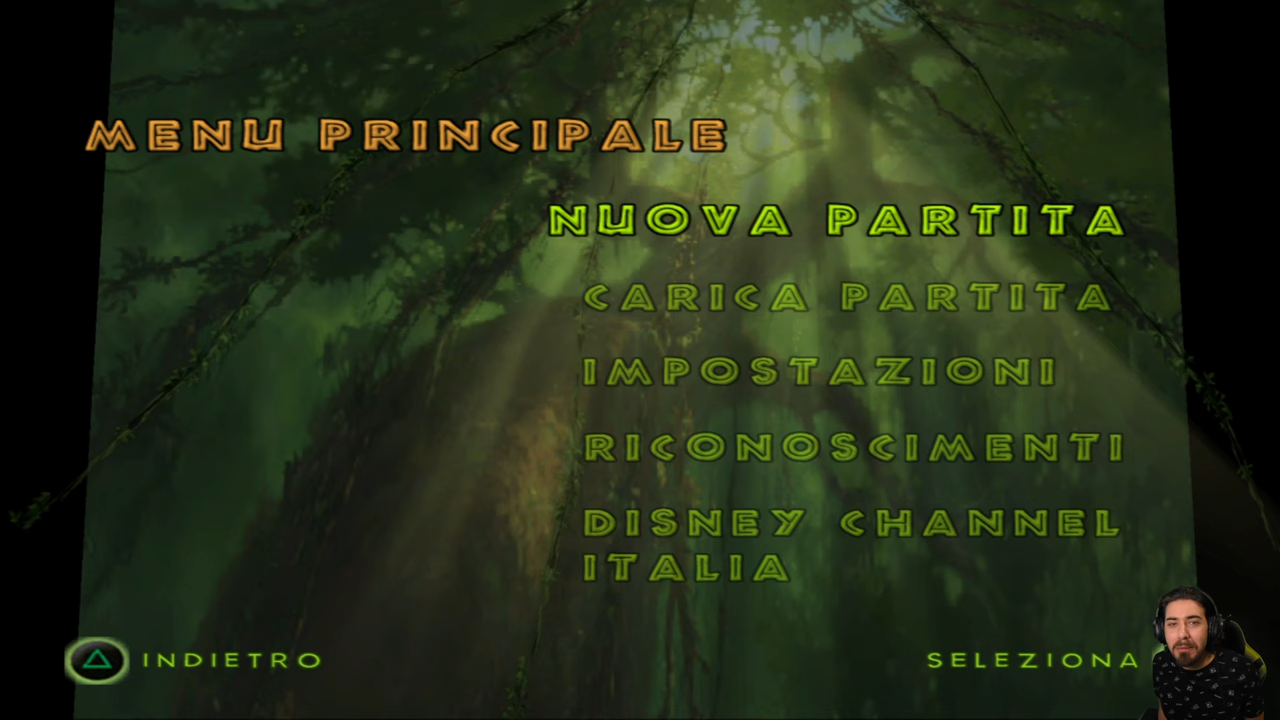 MENU PRINCIPALE
NUOVA PARTITA
CARICA PARTITA
IMPOSTAZIONI
RICONOSCIMENTI
DISNEY CHANNEL
ITALIA
INDIETRO
SELEZIONA